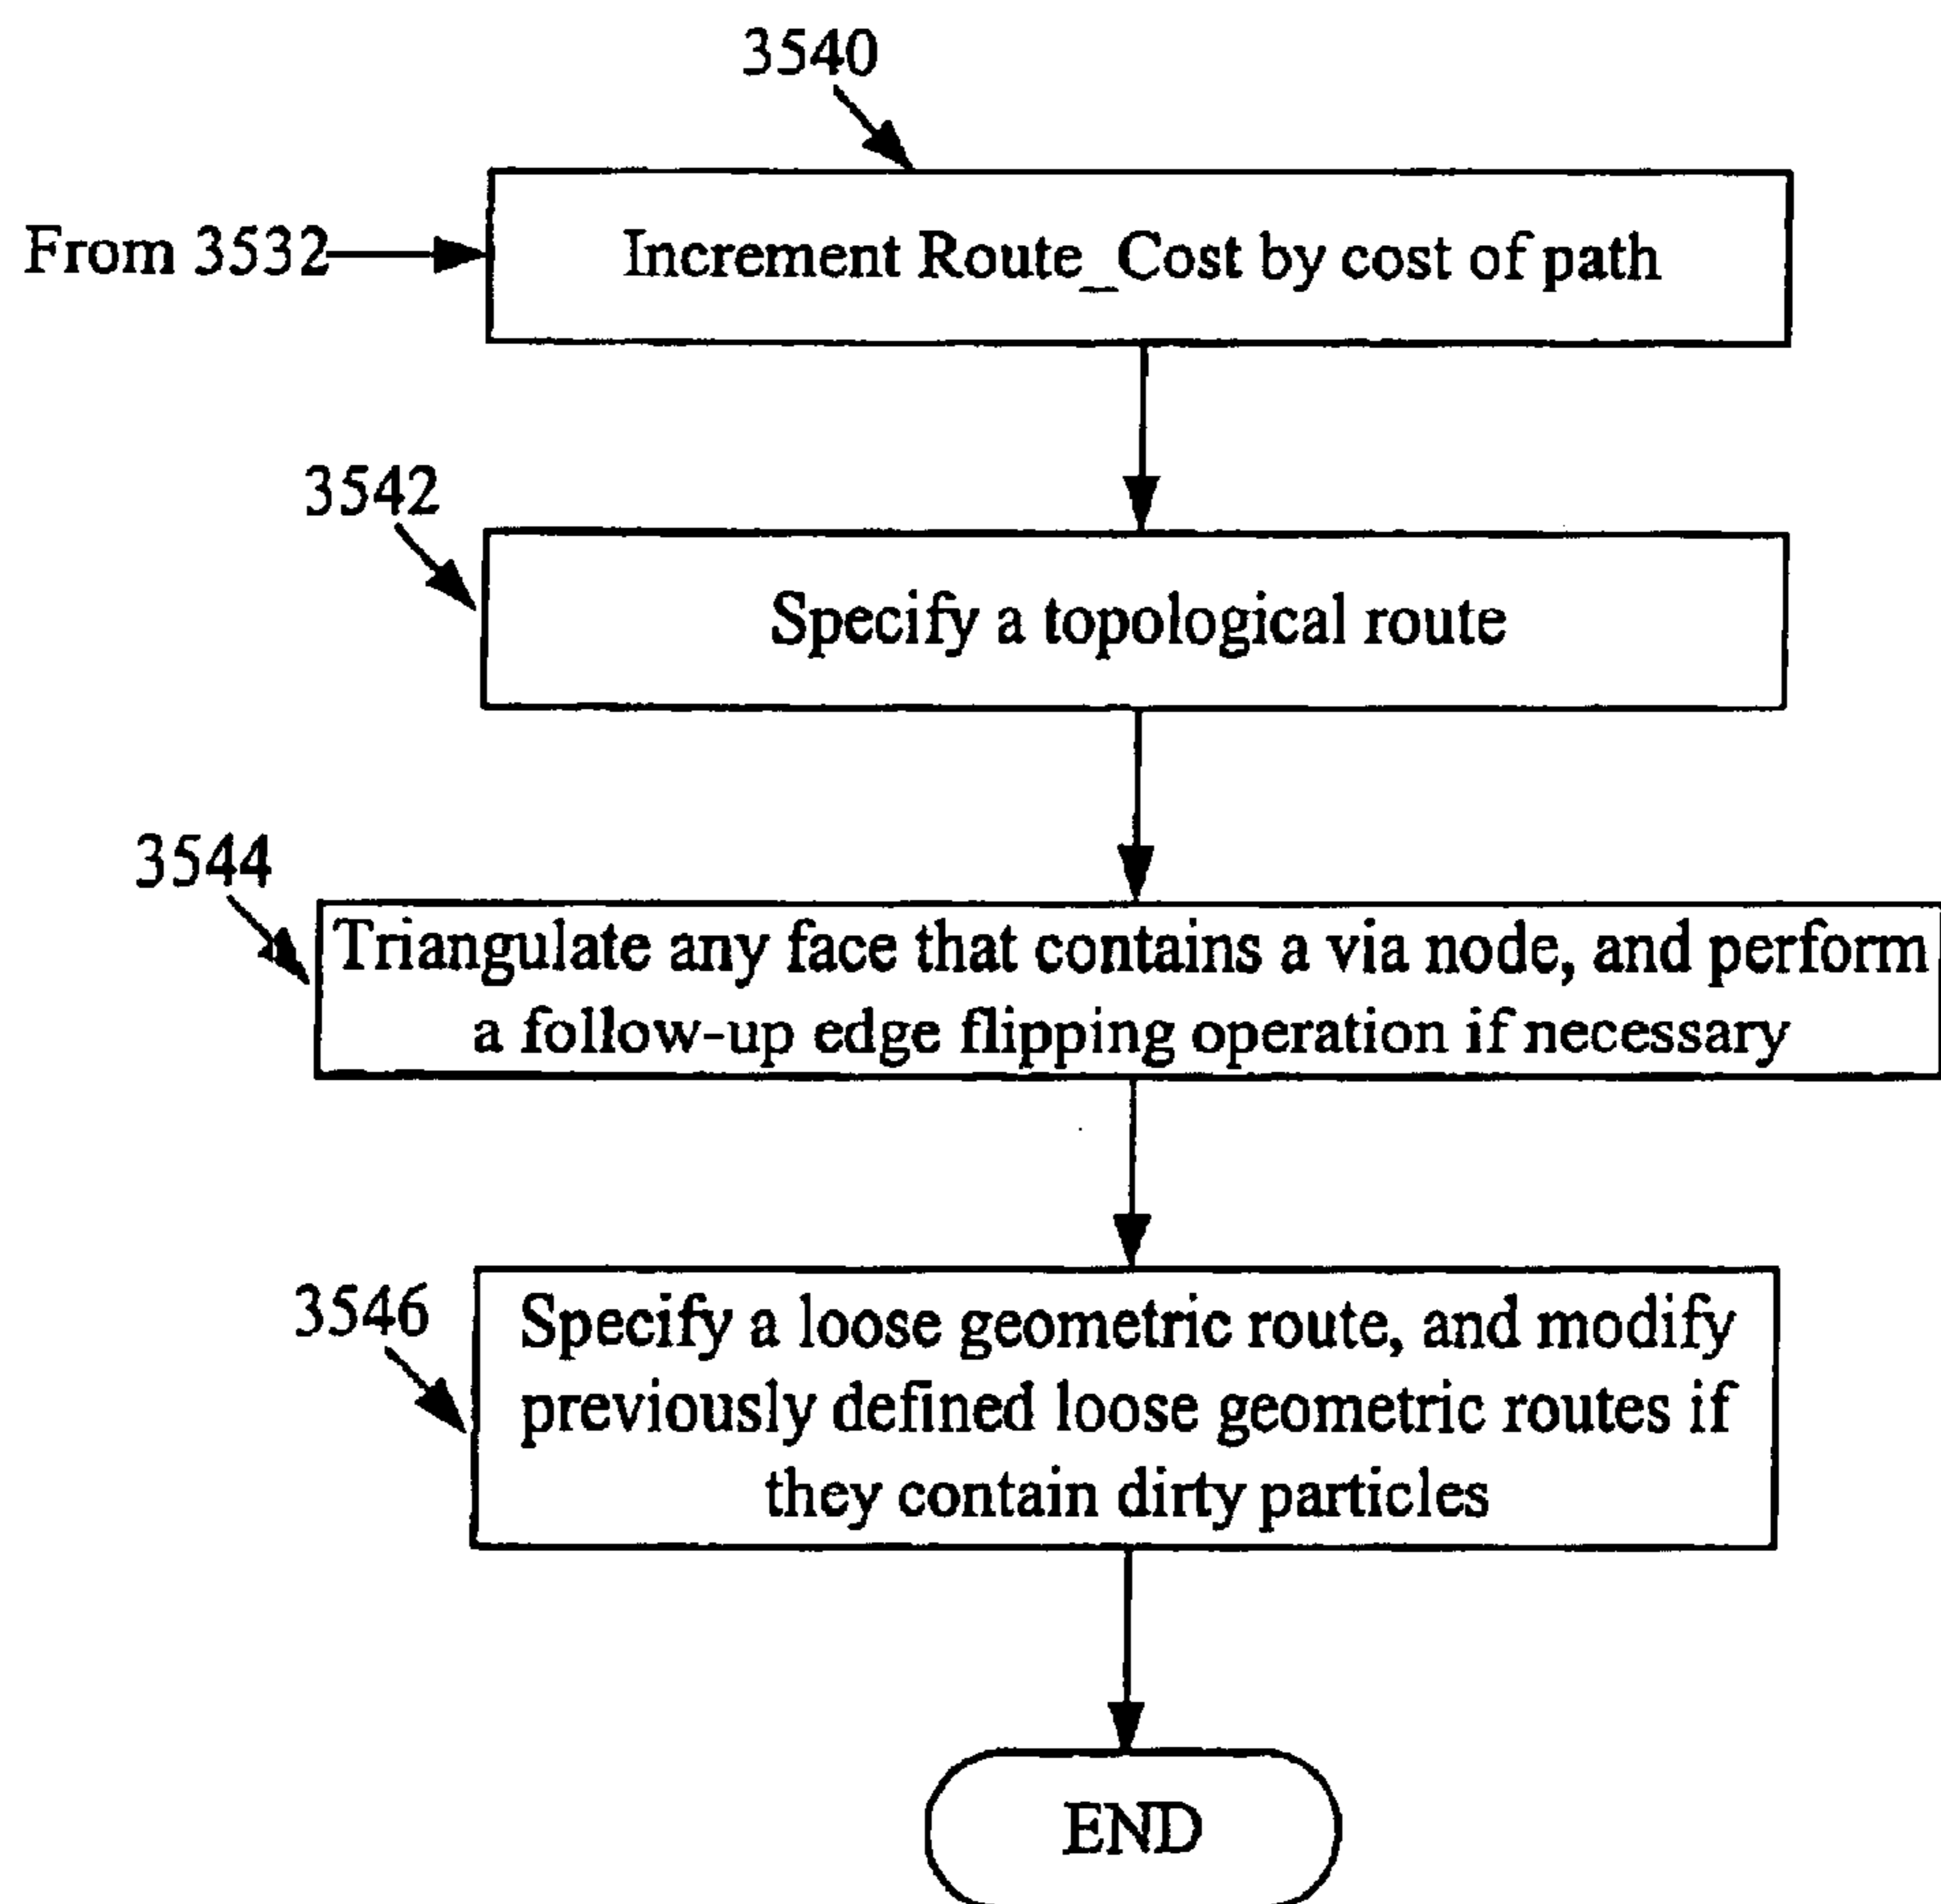 3540
From 3532
Increment Route_Cost by cost of path
3542
Specify a topological route
3544
Triangulate any face that contains a via node, and perform
a follow-up edge flipping operation if necessary
3546
Specify a loose geometric route, and modify
previously defined loose geometric routes if
they contain dirty particles
END